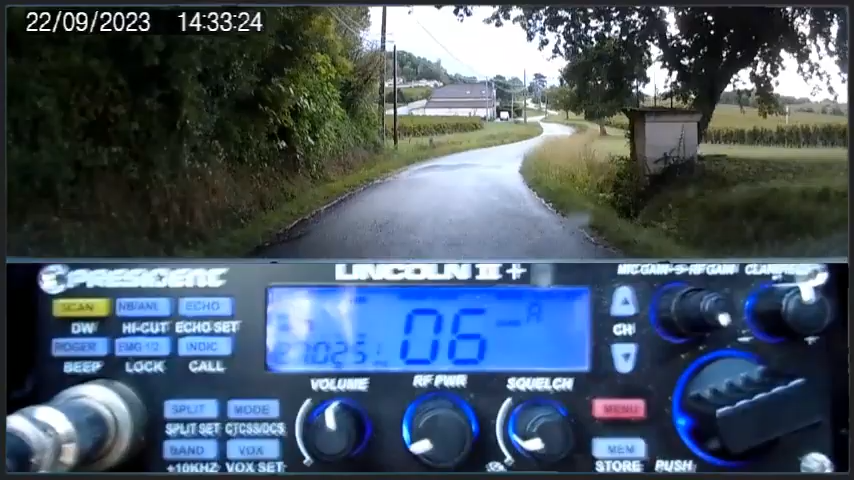 22/09/2023 14:33:24
PRESIDENT LINCOLN II + MIC GAIN-S-RF GAIN CLARIFIER
SCAN NB/ANL ECHO
DW HI-CUT ECHO SET
ROGER EMG 1/2 INDIC
BEEP LOCK CALL
06 A
27025
CH
VOLUME RF PWR SQUELCH
SPLIT MODE
SPLIT SET CTCSS/DCS
MENU
BAND VOX
MEM
+10KHZ VOX SET
STORE PUSH